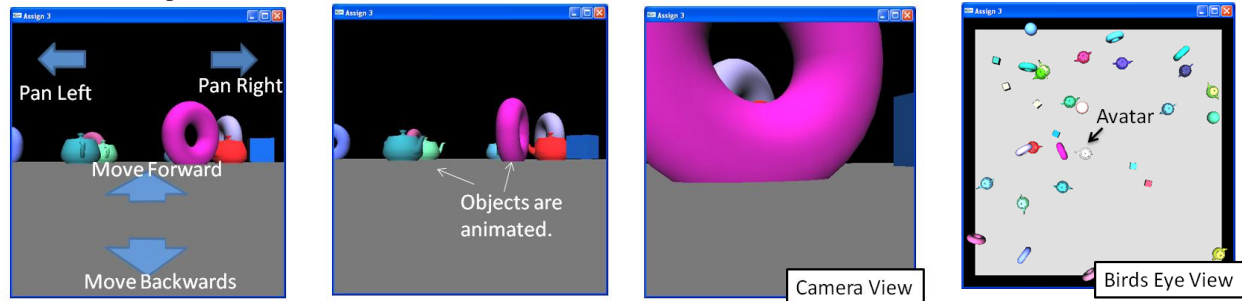 Assign 3
Pan Left
Pan Right
Move Forward
Move Backwards
Assign 3
Objects are
animated.
Assign 3
Camera View
Assign 3
Avatar
Birds Eye View